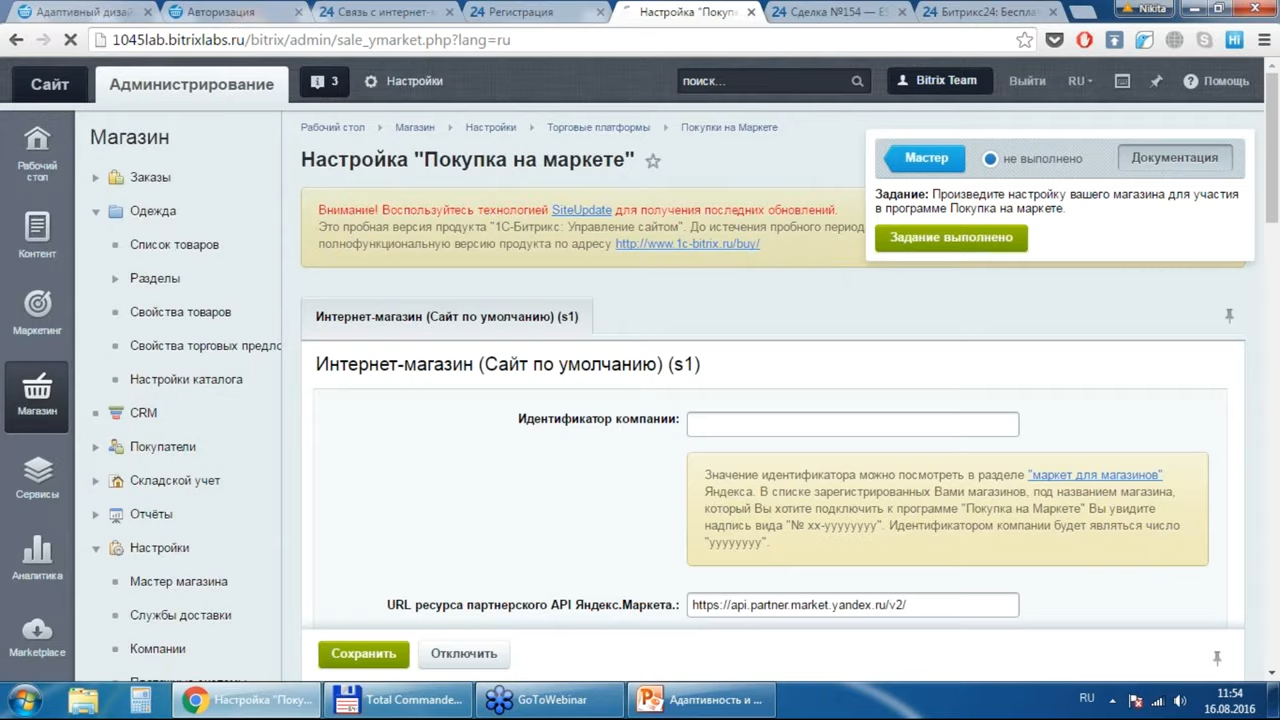 Адаптивный дизай
Авторизация
24 Связь с интернет-м
24 Регистрация
Настройка "Покуп
24 Сделка №154 — Е
24 Битрикс24: Беспла
Nikita
1045lab.bitrixlabs.ru/bitrix/admin/sale_ymarket.php?lang=ru
Hi
Сайт
Администрирование
3
Настройки
поиск...
Bitrix Team
Выйти
RU
Помощь
Рабочий стол
Контент
Маркетинг
Магазин
Сервисы
Аналитика
Marketplace
Магазин
Заказы
Одежда
Список товаров
Разделы
Свойства товаров
Свойства торговых предло
Настройки каталога
CRM
Покупатели
Складской учет
Отчёты
Настройки
Мастер магазина
Службы доставки
Компании
Рабочий стол
Магазин
Настройки
Торговые платформы
Покупки на Маркете
Настройка "Покупка на маркете"
Мастер
не выполнено
Документация
Задание: Произведите настройку вашего магазина для участия
в программе Покупка на маркете.
Задание выполнено
Внимание! Воспользуйтесь технологией SiteUpdate для получения последних обновлений.
Это пробная версия продукта "1С-Битрикс: Управление сайтом". До истечения пробного период
полнофункциональную версию продукта по адресу http://www.1c-bitrix.ru/buy/
Интернет-магазин (Сайт по умолчанию) (s1)
Интернет-магазин (Сайт по умолчанию) (s1)
Идентификатор компании:
Значение идентификатора можно посмотреть в разделе "маркет для магазинов"
Яндекса. В списке зарегистрированных Вами магазинов, под названием магазина,
который Вы хотите подключить к программе "Покупка на Маркете" Вы увидите
надпись вида "№ xx-yyyyyyyy". Идентификатором компании будет являться число
"yyyyyyyy".
URL ресурса партнерского API Яндекс.Маркета.:
https://api.partner.market.yandex.ru/v2/
Сохранить
Отключить
Настройка "Поку...
Total Commande...
GoToWebinar
Адаптивность и ...
RU
11:54
16.08.2016